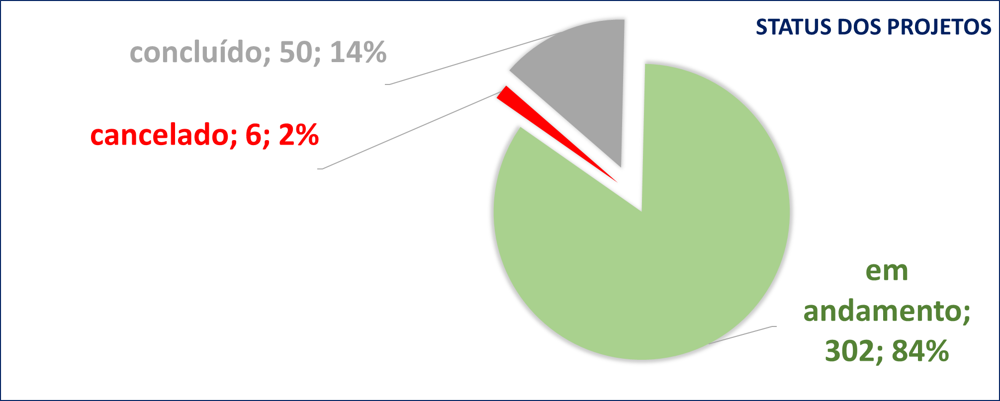 STATUS DOS PROJETOS
concluído; 50; 14%
cancelado; 6; 2%
em
andamento;
302; 84%